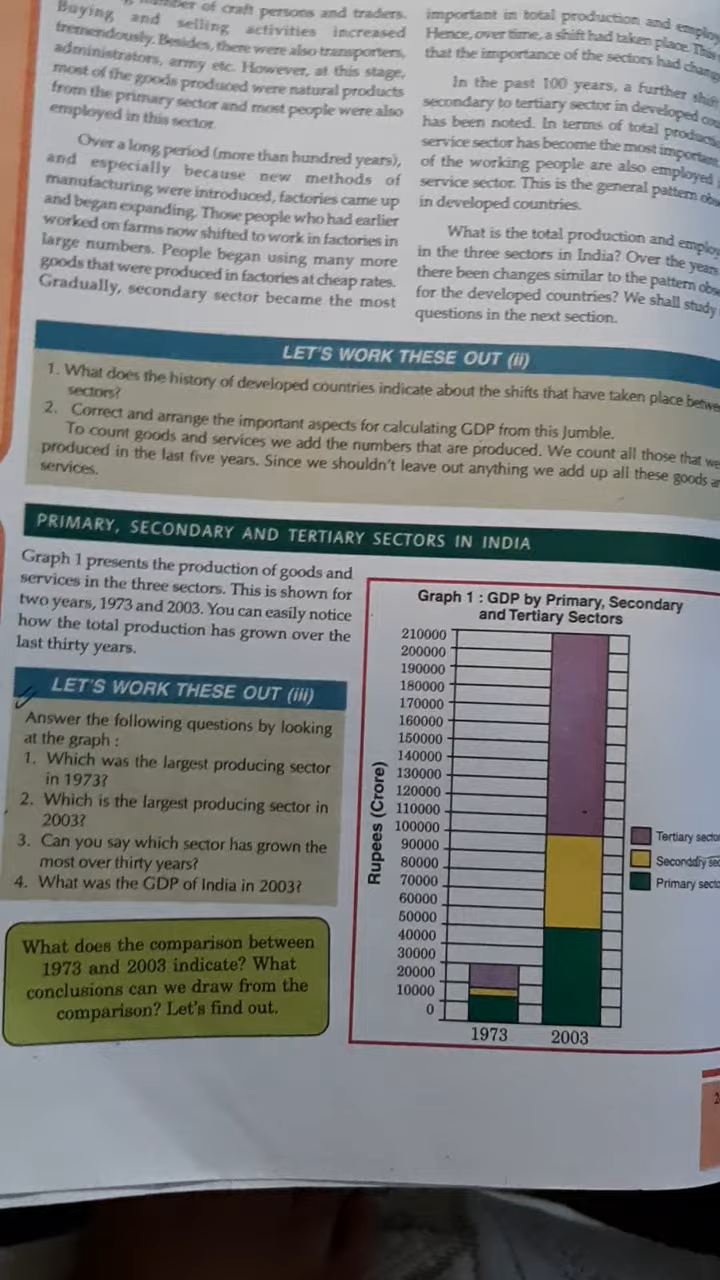 of craft persons and traders.
Buying and selling activities increased
tremendously. Besides, there were also transporters,
administrators, army etc. However, at this stage,
most of the goods produced were natural products
from the primary sector and most people were also
employed in this sector.
Over a long period (more than hundred years),
and especially because new methods of
manufacturing were introduced, factories came up
and began expanding. Those people who had earlier
worked on farms now shifted to work in factories in
large numbers. People began using many more
goods that were produced in factories at cheap rates.
Gradually, secondary sector became the most
important in total production and
Hence, over time, a shift had taken place.
that the importance of the sectors had
In the past 100 years, a further
secondary to tertiary sector in developed
has been noted. In terms of total
service sector has become the most important
of the working people are also employed
service sector. This is the general pattern
in developed countries.
What is the total production and
in the three sectors in India? Over the years
there been changes similar to the pattern
for the developed countries? We shall study
questions in the next section.
LET'S WORK THESE OUT (ii)
1. What does the history of developed countries indicate about the shifts that have taken place
sectors?
2. Correct and arrange the important aspects for calculating GDP from this Jumble.
To count goods and services we add the numbers that are produced. We count all those that
produced in the last five years. Since we shouldn't leave out anything we add up all these goods
services.
PRIMARY, SECONDARY AND TERTIARY SECTORS IN INDIA
Graph 1 presents the production of goods and
services in the three sectors. This is shown for
two years, 1973 and 2003. You can easily notice
how the total production has grown over the
last thirty years.
LET'S WORK THESE OUT (iii)
Answer the following questions by looking
at the graph :
1. Which was the largest producing sector
in 1973?
2. Which is the largest producing sector in
2003?
3. Can you say which sector has grown the
most over thirty years?
4. What was the GDP of India in 2003?
What does the comparison between
1973 and 2003 indicate? What
conclusions can we draw from the
comparison? Let's find out.
Graph 1 : GDP by Primary, Secondary
and Tertiary Sectors
Rupees (Crore)
210000
200000
190000
180000
170000
160000
150000
140000
130000
120000
110000
100000
90000
80000
70000
60000
50000
40000
30000
20000
10000
0
1973 2003
Tertiary
Primary